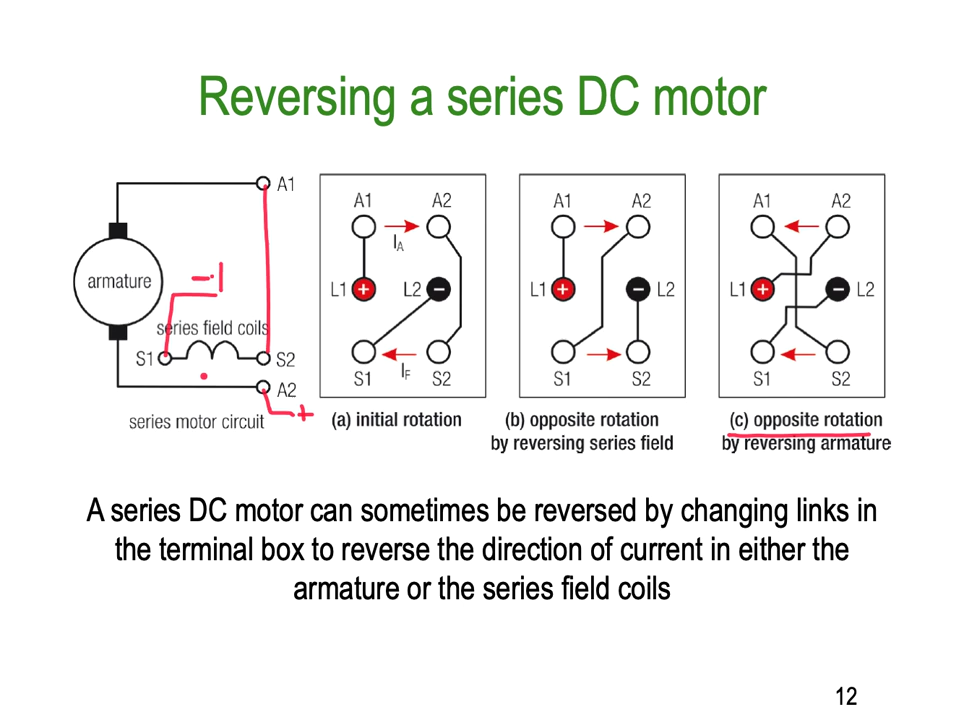 Reversing a series DC motor
A1
armature
series field coils
S1
S2
A2
series motor circuit
A1 A2
I_A
L1 + L2 −
I_F
S1 S2
(a) initial rotation
A1 A2
L1 + − L2
S1 S2
(b) opposite rotation
by reversing series field
A1 A2
L1 + − L2
S1 S2
(c) opposite rotation
by reversing armature
A series DC motor can sometimes be reversed by changing links in
the terminal box to reverse the direction of current in either the
armature or the series field coils
12